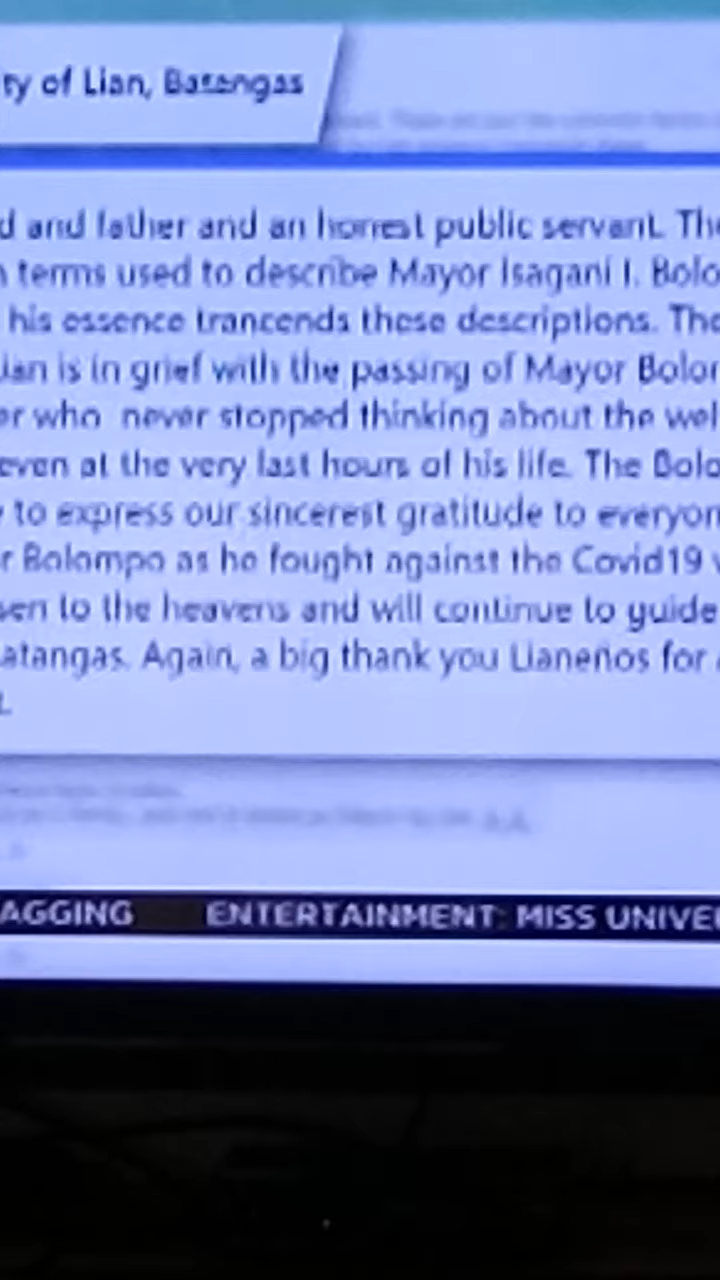 ty of Lian, Batangas
d and father and an honest public servant. The
terms used to describe Mayor Isagani I. Bolo
his essence trancends these descriptions. The
Lian is in grief with the passing of Mayor Bolo
er who never stopped thinking about the wel
even at the very last hours of his life. The Bolo
to express our sincerest gratitude to everyon
r Bolompo as he fought against the Covid19
sen to the heavens and will continue to guide
atangas. Again, a big thank you Lianeños for
AGGING ENTERTAINMENT: MISS UNIVE